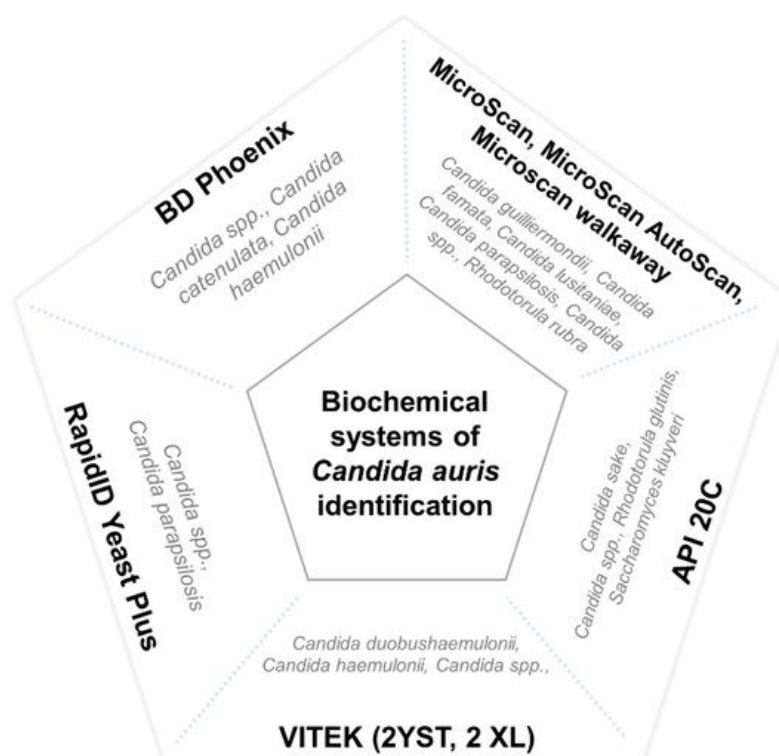 Biochemical
systems of
Candida auris
identification
BD Phoenix
Candida spp., Candida
catenulata, Candida
haemulonii
MicroScan, MicroScan AutoScan,
Microscan walkaway
Candida guilliermondii, Candida
famata, Candida lusitaniae,
Candida parapsilosis, Candida
spp., Rhodotorula rubra
API 20C
Candida sake,
Candida spp., Rhodotorula glutinis,
Saccharomyces kluyveri
VITEK (2YST, 2 XL)
Candida duobushaemulonii,
Candida haemulonii, Candida spp.,
RapidID Yeast Plus
Candida spp.,
Candida parapsilosis